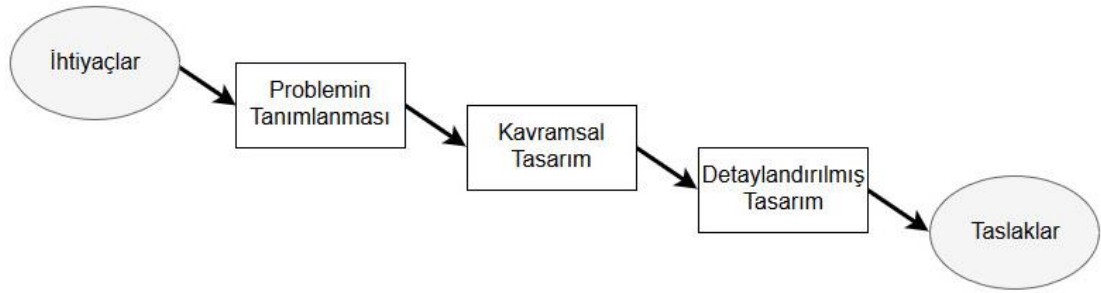 İhtiyaçlar
Problemin
Tanımlanması
Kavramsal
Tasarım
Detaylandırılmış
Tasarım
Taslaklar